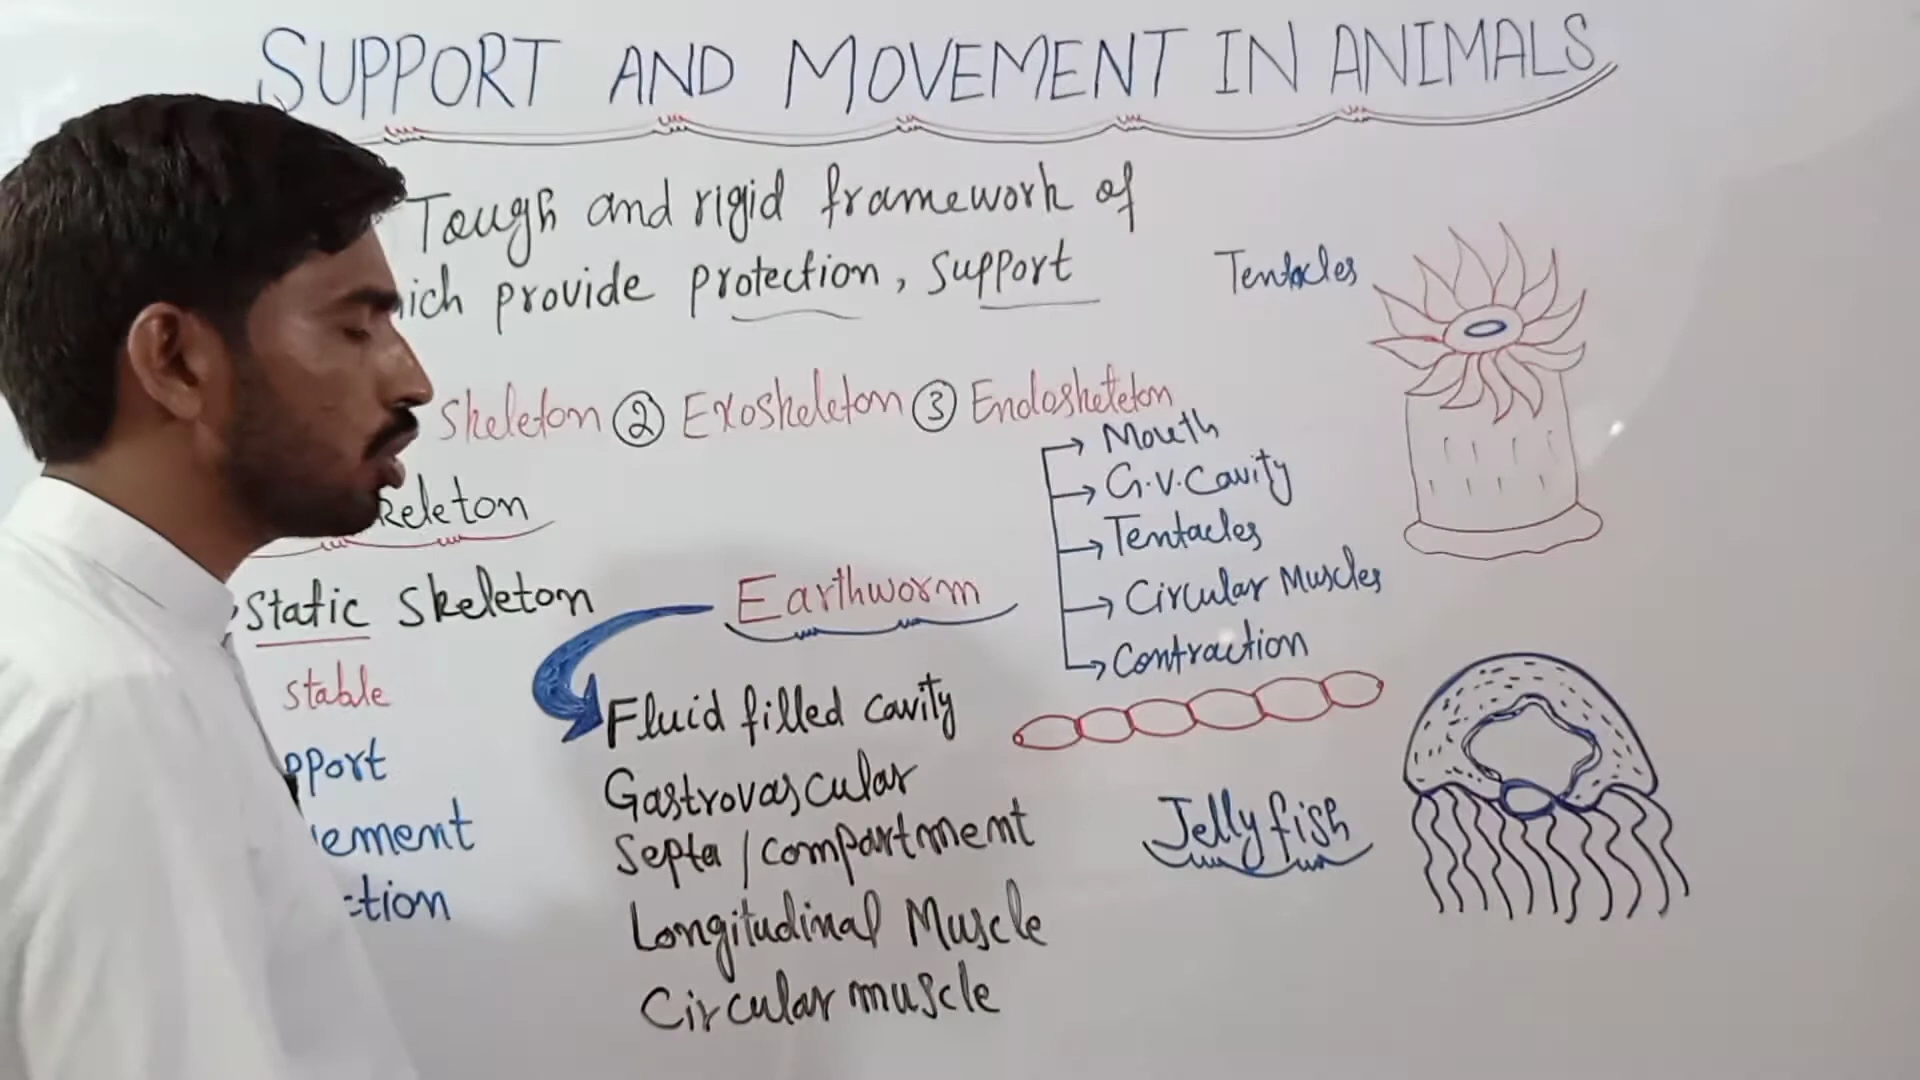 SUPPORT AND MOVEMENT IN ANIMALS
Tough and rigid framework of
ich provide protection, Support
Skeleton ② Exoskeleton ③ Endoskeleton
keleton
Static Skeleton
stable
pport
ement
ction
Earthworm
Fluid filled cavity
Gastrovascular
Septa / compartment
Longitudinal Muscle
Circular muscle
Tentacles
Mouth
G.V.Cavity
Tentacles
Circular Muscles
Contraction
Jelly fish